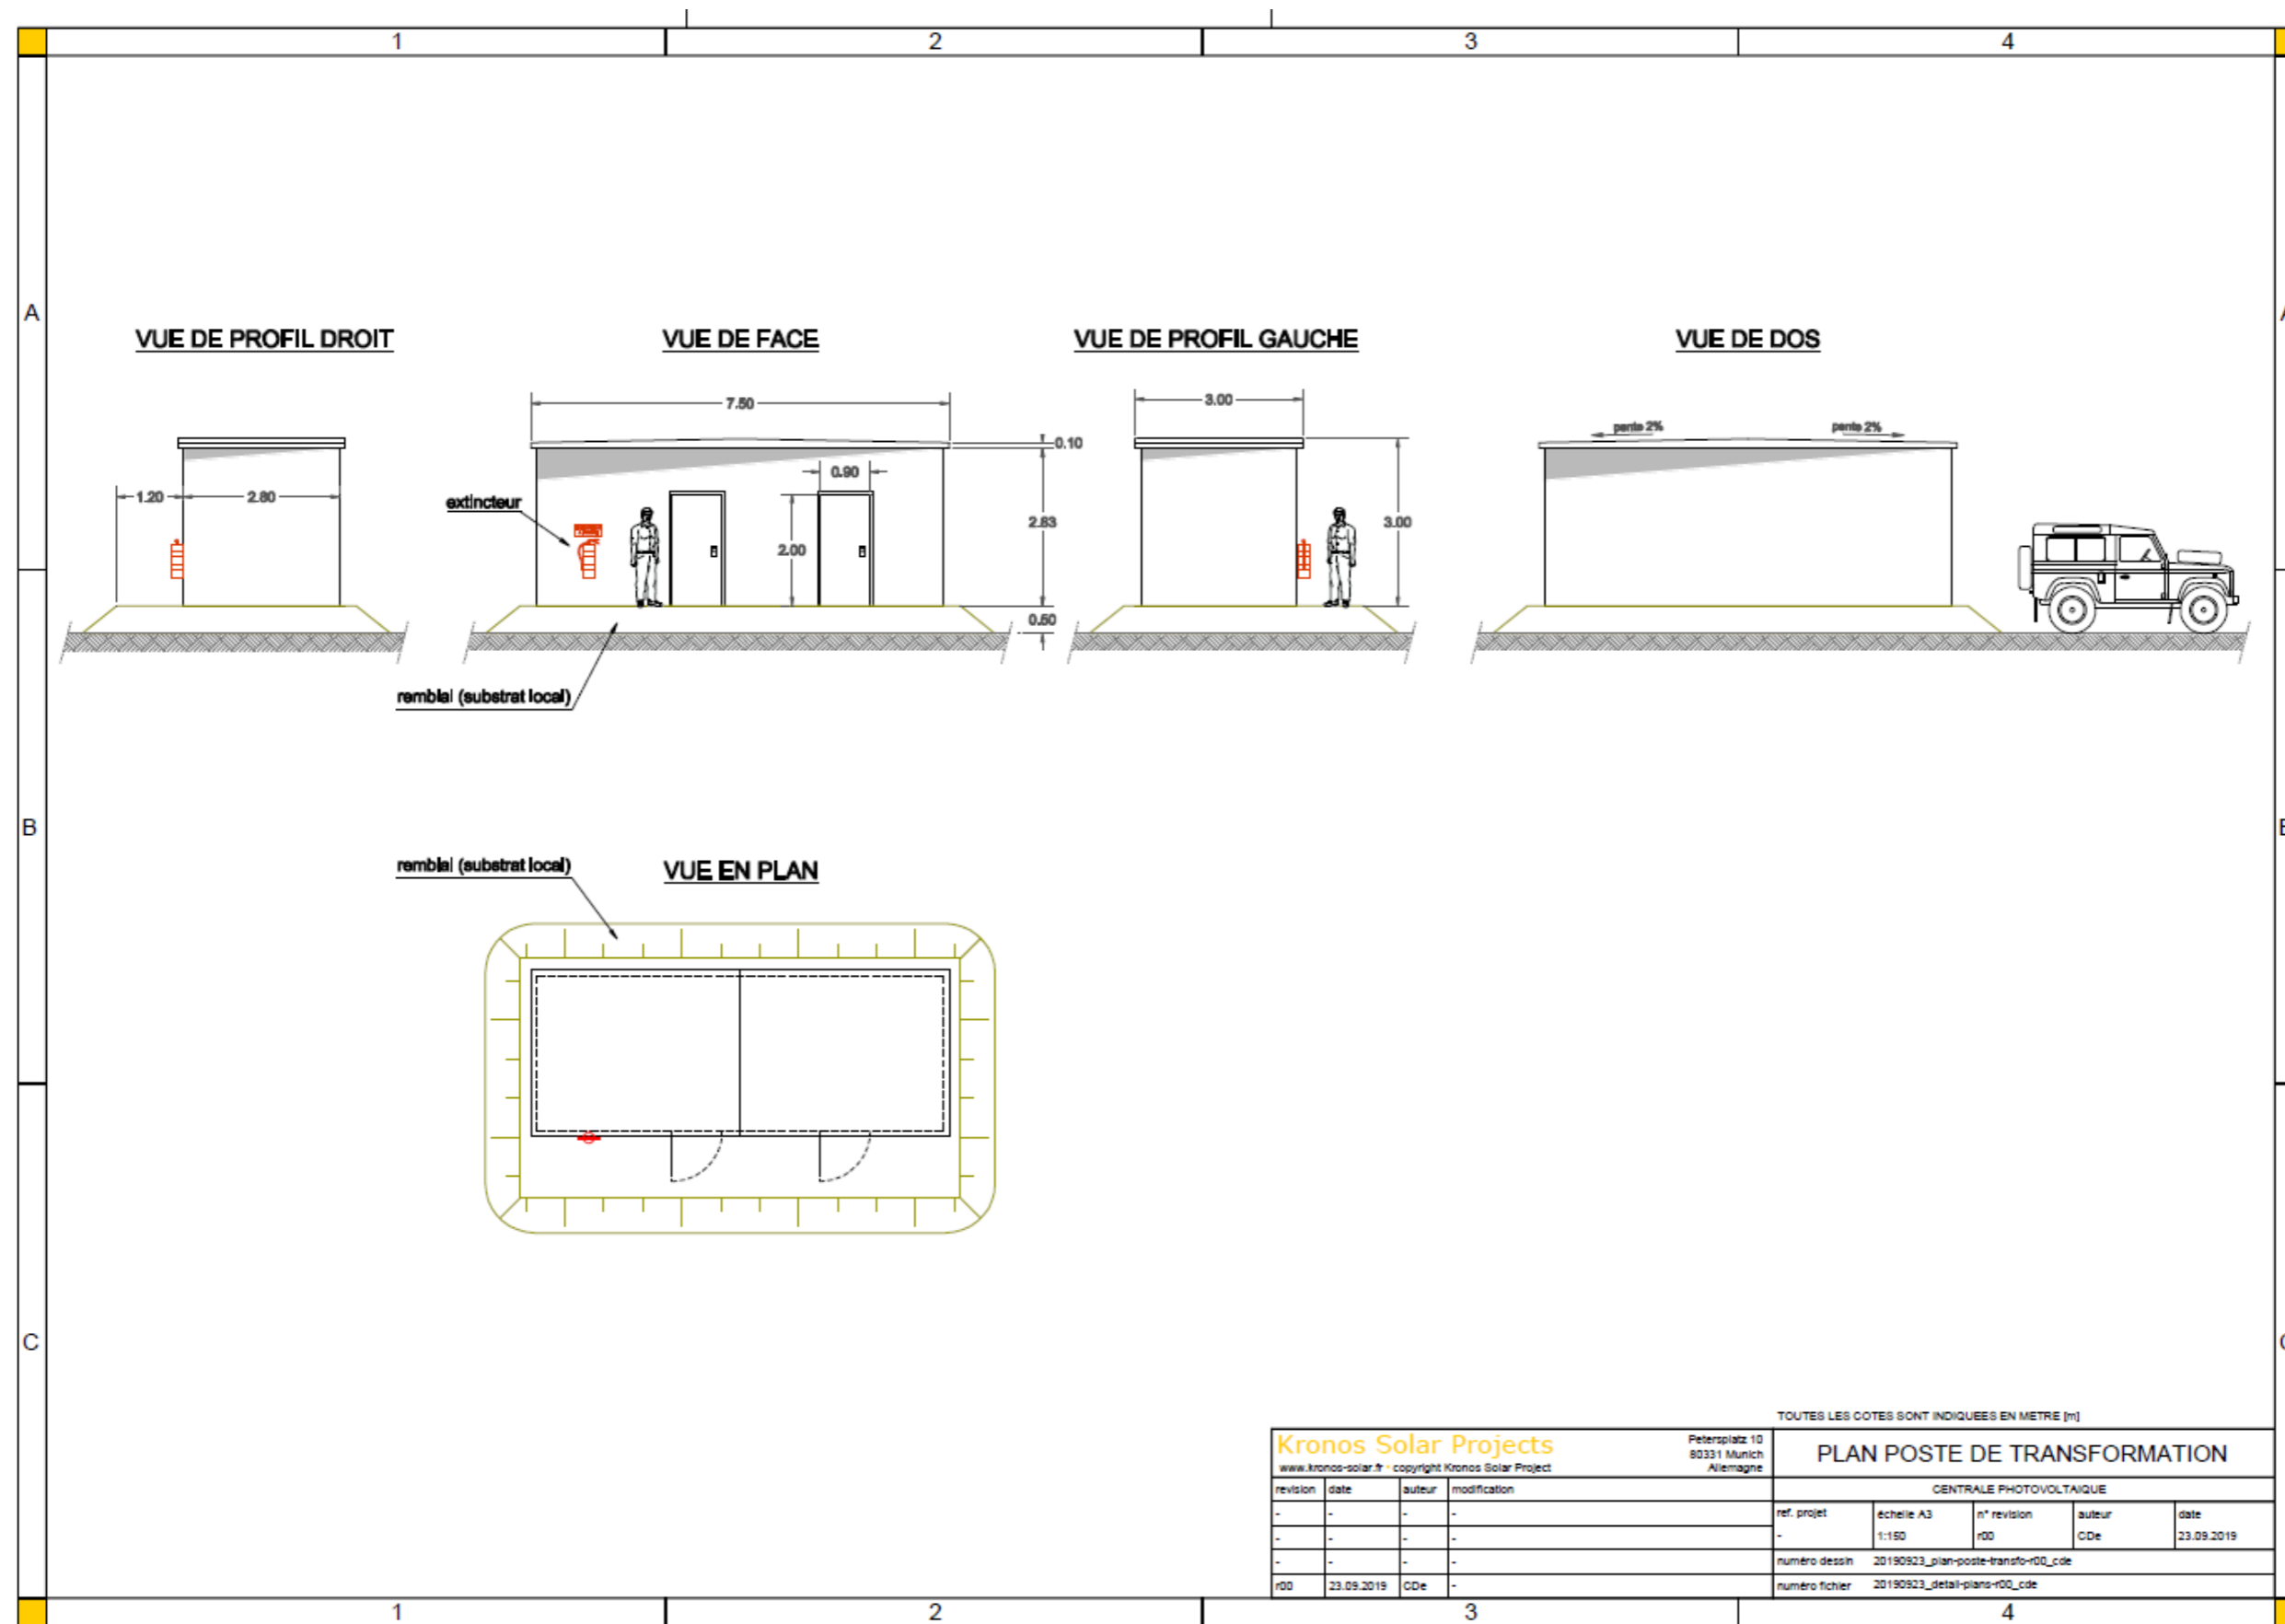 1 2 3 4
A
A
VUE DE PROFIL DROIT
VUE DE FACE
VUE DE PROFIL GAUCHE
VUE DE DOS
7.50
3.00
pente 2%
pente 2%
0.10
0.90
1.20
2.80
extincteur
2.83
3.00
2.00
0.50
remblai (substrat local)
B
remblai (substrat local)
VUE EN PLAN
C
TOUTES LES COTES SONT INDIQUEES EN METRE [m]
Kronos Solar Projects
www.kronos-solar.fr • copyright Kronos Solar Project
Petersplatz 10
80331 Munich
Allemagne
PLAN POSTE DE TRANSFORMATION
CENTRALE PHOTOVOLTAIQUE
revision date auteur modification
- - - -
- - - -
- - - -
r00 23.09.2019 CDe -
ref. projet échelle A3 n° revision auteur date
- 1:150 r00 CDe 23.09.2019
numéro dessin 20190923_plan-poste-transfo-r00_cde
numéro fichier 20190923_detail-plans-r00_cde
1 2 3 4